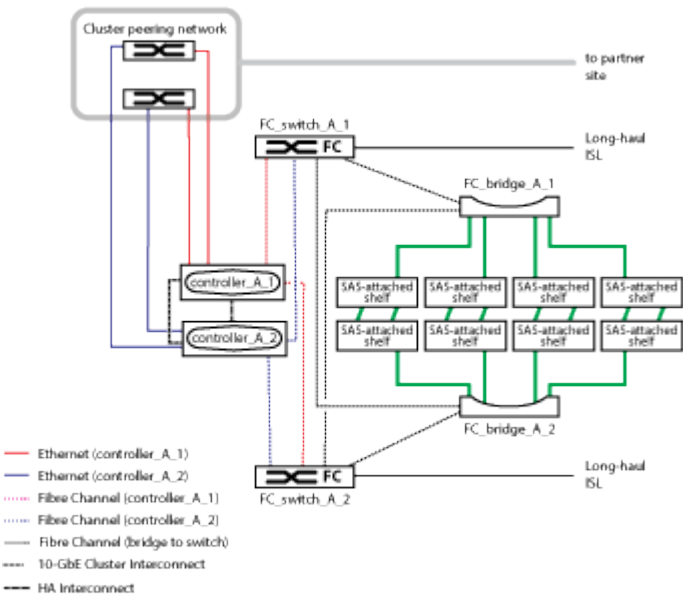 Cluster peering network
to partner
site
FC_switch_A_1
FC
Long-haul
ISL
FC_bridge_A_1
controller_A_1
SAS-attached
shelf
SAS-attached
shelf
SAS-attached
shelf
SAS-attached
shelf
controller_A_2
SAS-attached
shelf
SAS-attached
shelf
SAS-attached
shelf
SAS-attached
shelf
FC_bridge_A_2
Ethernet (controller_A_1)
Ethernet (controller_A_2)
Fibre Channel (controller_A_1)
Fibre Channel (controller_A_2)
Fibre Channel (bridge to switch)
10-GbE Cluster Interconnect
HA Interconnect
FC
FC_switch_A_2
Long-haul
ISL